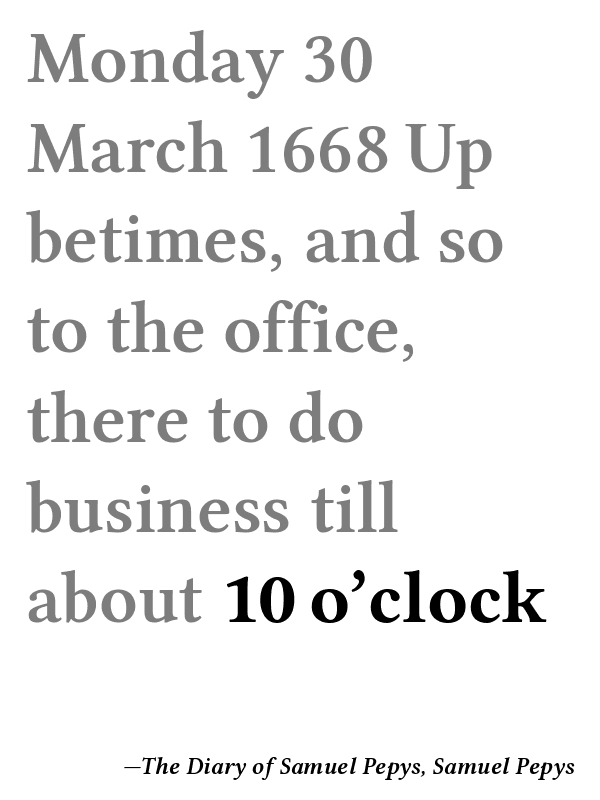 Monday 30
March 1668 Up
betimes, and so
to the office,
there to do
business till
about 10 o’clock
—The Diary of Samuel Pepys, Samuel Pepys